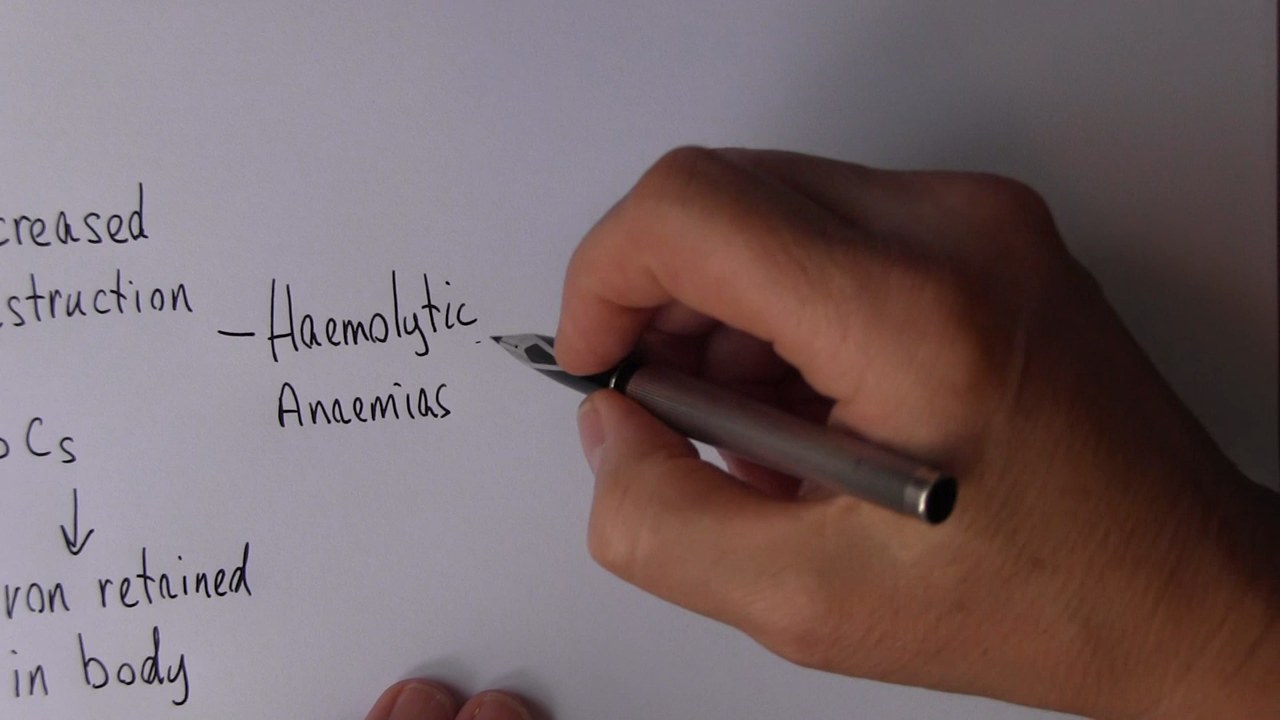 creased
struction
– Haemolytic
Anaemias
Cs
ron retained
in body